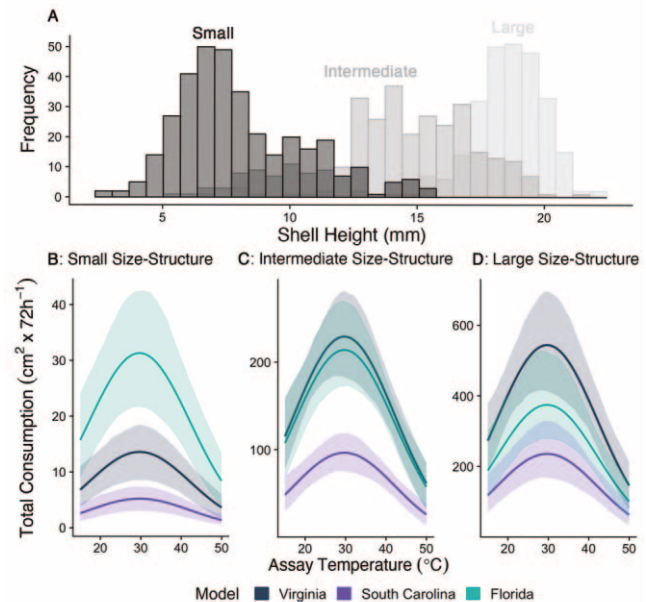 A
Small
Large
Intermediate
Frequency
50
40
30
20
10
0
5
10
15
20
Shell Height (mm)
B: Small Size-Structure
C: Intermediate Size-Structure
D: Large Size-Structure
Total Consumption (cm² x 72h⁻¹)
40
30
20
10
0
200
100
600
400
200
20
30
40
50
20
30
40
50
20
30
40
50
Assay Temperature (°C)
Model Virginia South Carolina Florida